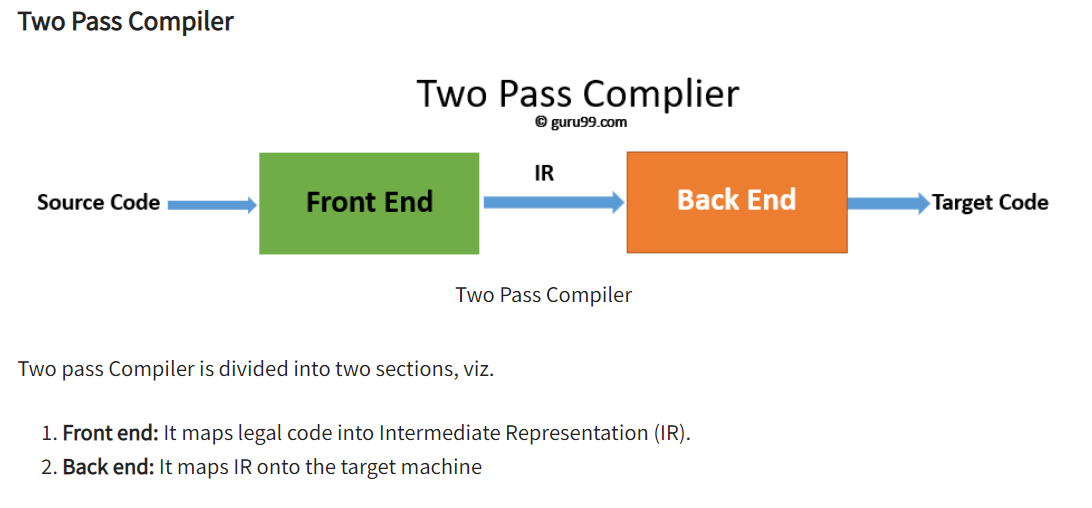 Two Pass Compiler
Two Pass Complier
© guru99.com
Source Code
Front End
IR
Back End
Target Code
Two Pass Compiler
Two pass Compiler is divided into two sections, viz.
1. Front end: It maps legal code into Intermediate Representation (IR).
2. Back end: It maps IR onto the target machine